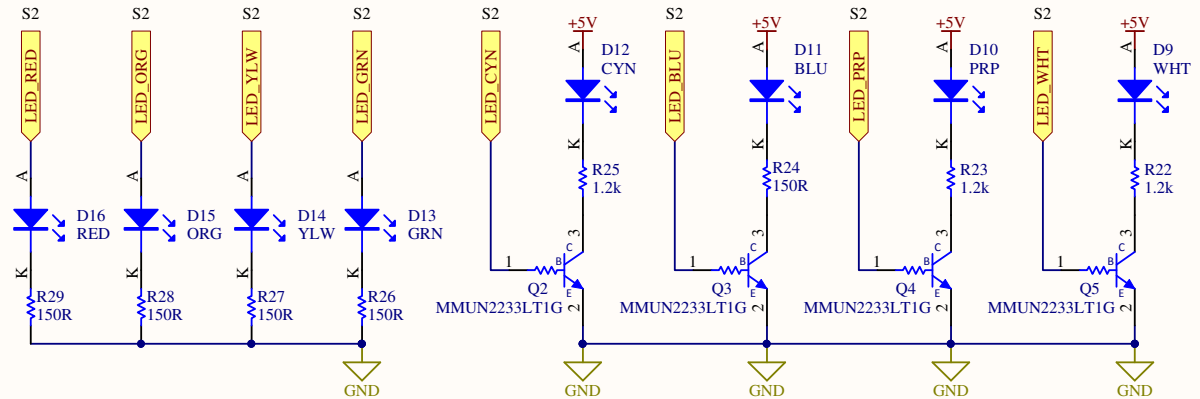 S2
S2
S2
S2
S2
S2
S2
S2
LED_RED
LED_ORG
LED_YLW
LED_GRN
LED_CYN
LED_BLU
LED_PRP
LED_WHT
+5V
+5V
+5V
+5V
A
A
A
A
D12
CYN
D11
BLU
D10
PRP
D9
WHT
K
K
K
K
R25
1.2k
R24
150R
R23
1.2k
R22
1.2k
A
A
A
A
D16
RED
D15
ORG
D14
YLW
D13
GRN
K
K
K
K
R29
150R
R28
150R
R27
150R
R26
150R
3
C
1
B
E
2
Q2
MMUN2233LT1G
3
C
1
B
E
2
Q3
MMUN2233LT1G
3
C
1
B
E
2
Q4
MMUN2233LT1G
3
C
1
B
E
2
Q5
MMUN2233LT1G
GND
GND
GND
GND
GND